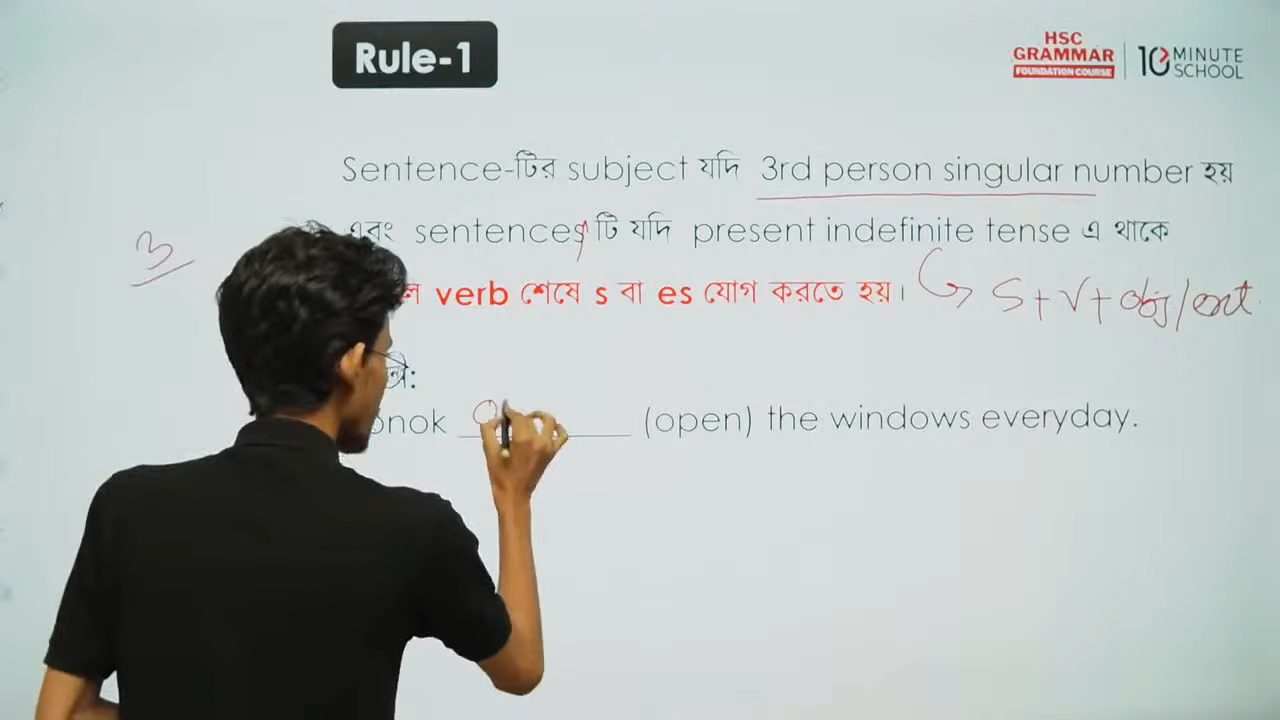 Rule-1
HSC
GRAMMAR
FOUNDATION COURSE
10 MINUTE
SCHOOL
Sentence-টির subject যদি 3rd person singular number হয়
এবং sentences টি যদি present indefinite tense এ থাকে
verb শেষে s বা es যোগ করতে হয়।
S+V+obj/ext
(open) the windows everyday.